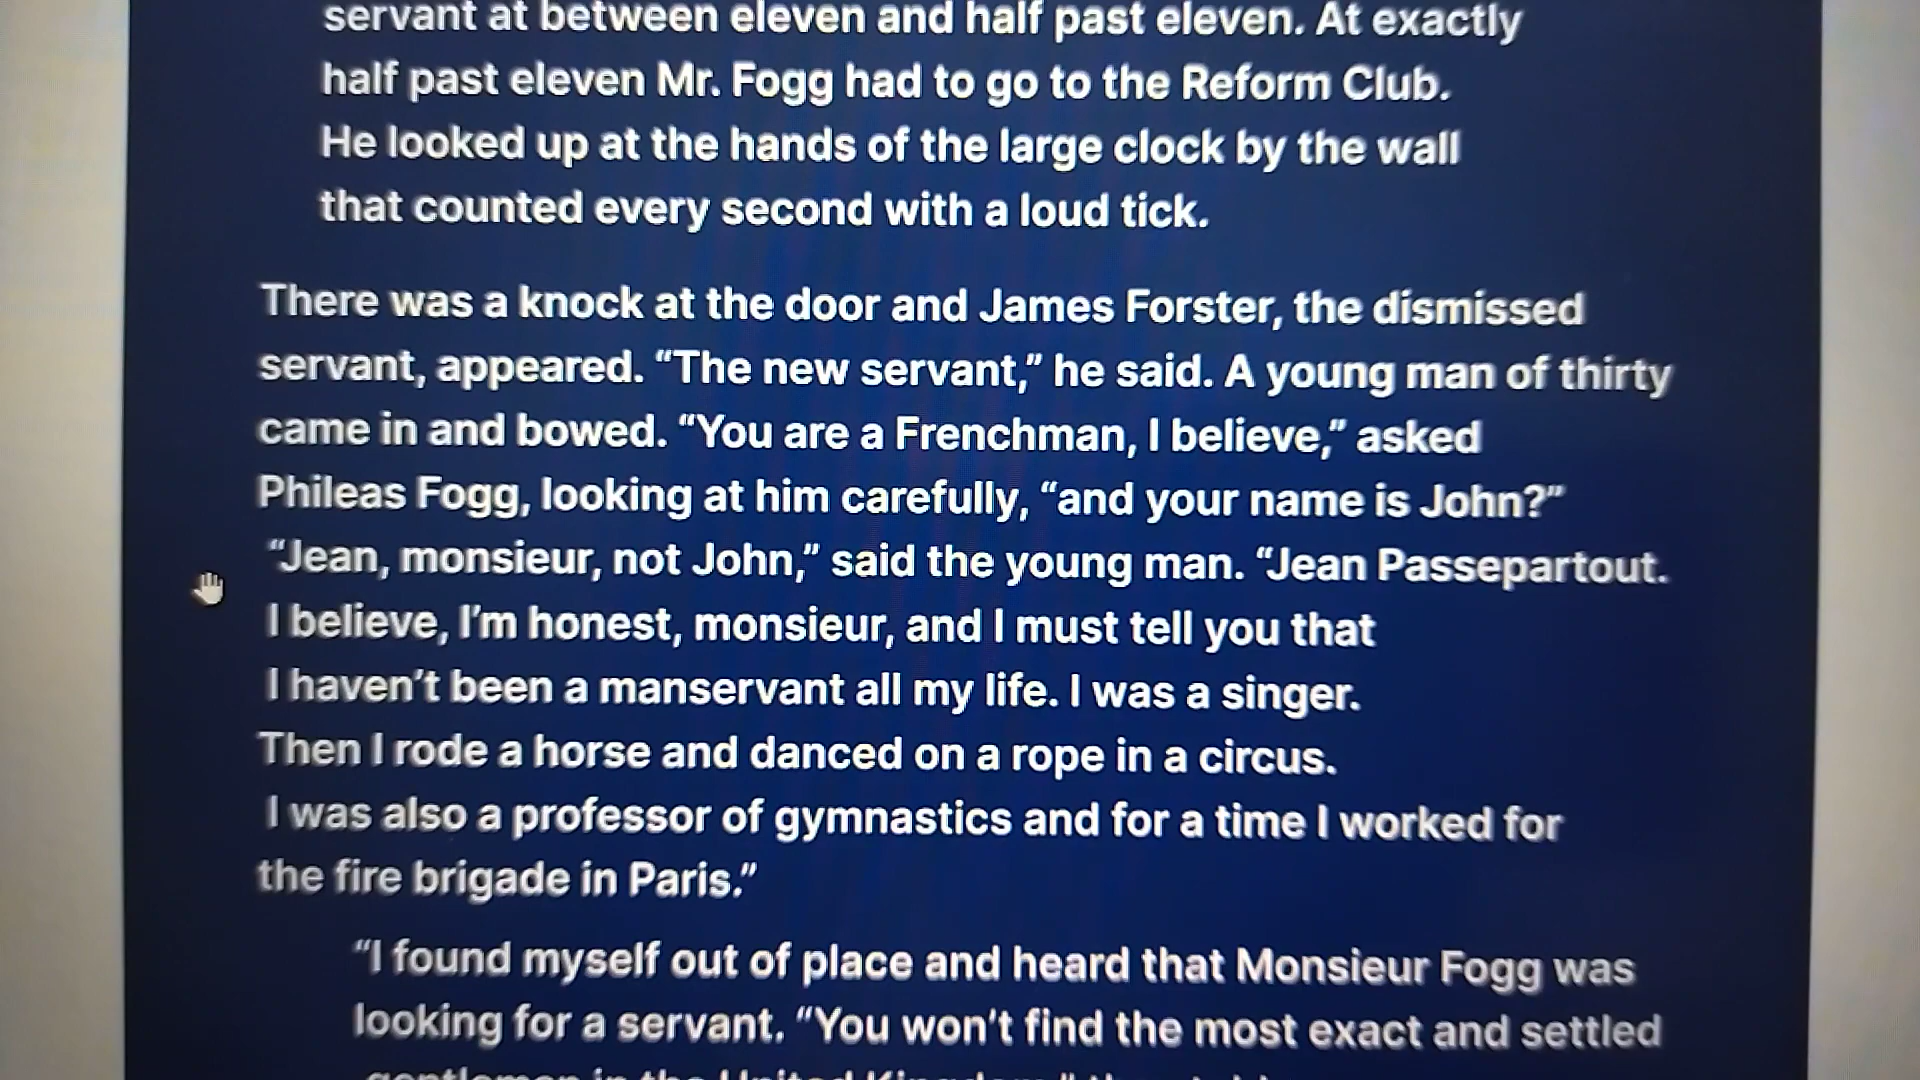 servant at between eleven and half past eleven. At exactly
half past eleven Mr. Fogg had to go to the Reform Club.
He looked up at the hands of the large clock by the wall
that counted every second with a loud tick.
There was a knock at the door and James Forster, the dismissed
servant, appeared. “The new servant,” he said. A young man of thirty
came in and bowed. “You are a Frenchman, I believe,” asked
Phileas Fogg, looking at him carefully, “and your name is John?”
“Jean, monsieur, not John,” said the young man. “Jean Passepartout.
I believe, I’m honest, monsieur, and I must tell you that
I haven’t been a manservant all my life. I was a singer.
Then I rode a horse and danced on a rope in a circus.
I was also a professor of gymnastics and for a time I worked for
the fire brigade in Paris.”
“I found myself out of place and heard that Monsieur Fogg was
looking for a servant. “You won’t find the most exact and settled
gentleman in the United Kingdom,”